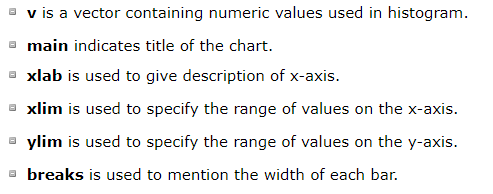 v is a vector containing numeric values used in histogram.
main indicates title of the chart.
xlab is used to give description of x-axis.
xlim is used to specify the range of values on the x-axis.
ylim is used to specify the range of values on the y-axis.
breaks is used to mention the width of each bar.